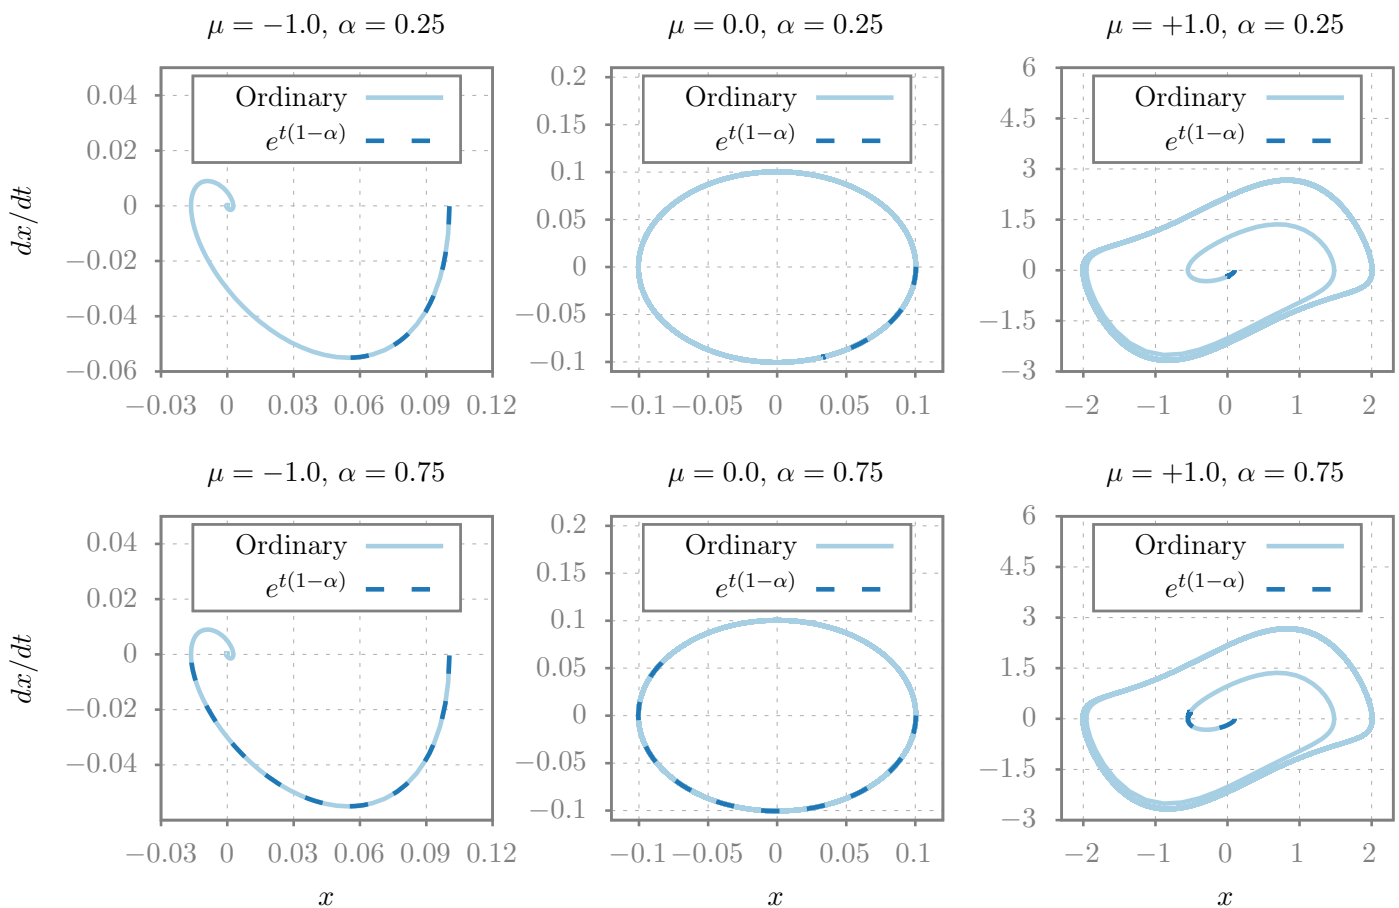 μ = −1.0, α = 0.25
μ = 0.0, α = 0.25
μ = +1.0, α = 0.25
dx/dt
0.04
0.02
0
−0.02
−0.04
−0.06
Ordinary
e^{t(1−α)}
−0.03 0 0.03 0.06 0.09 0.12
0.2
0.15
0.1
0.05
0
−0.05
−0.1
Ordinary
e^{t(1−α)}
−0.1 −0.05 0 0.05 0.1
6
4.5
3
1.5
0
−1.5
−3
Ordinary
e^{t(1−α)}
−2 −1 0 1 2
μ = −1.0, α = 0.75
μ = 0.0, α = 0.75
μ = +1.0, α = 0.75
dx/dt
0.04
0.02
0
−0.02
−0.04
Ordinary
e^{t(1−α)}
−0.03 0 0.03 0.06 0.09 0.12
x
0.2
0.15
0.1
0.05
0
−0.05
−0.1
Ordinary
e^{t(1−α)}
−0.1 −0.05 0 0.05 0.1
x
6
4.5
3
1.5
0
−1.5
−3
Ordinary
e^{t(1−α)}
−2 −1 0 1 2
x